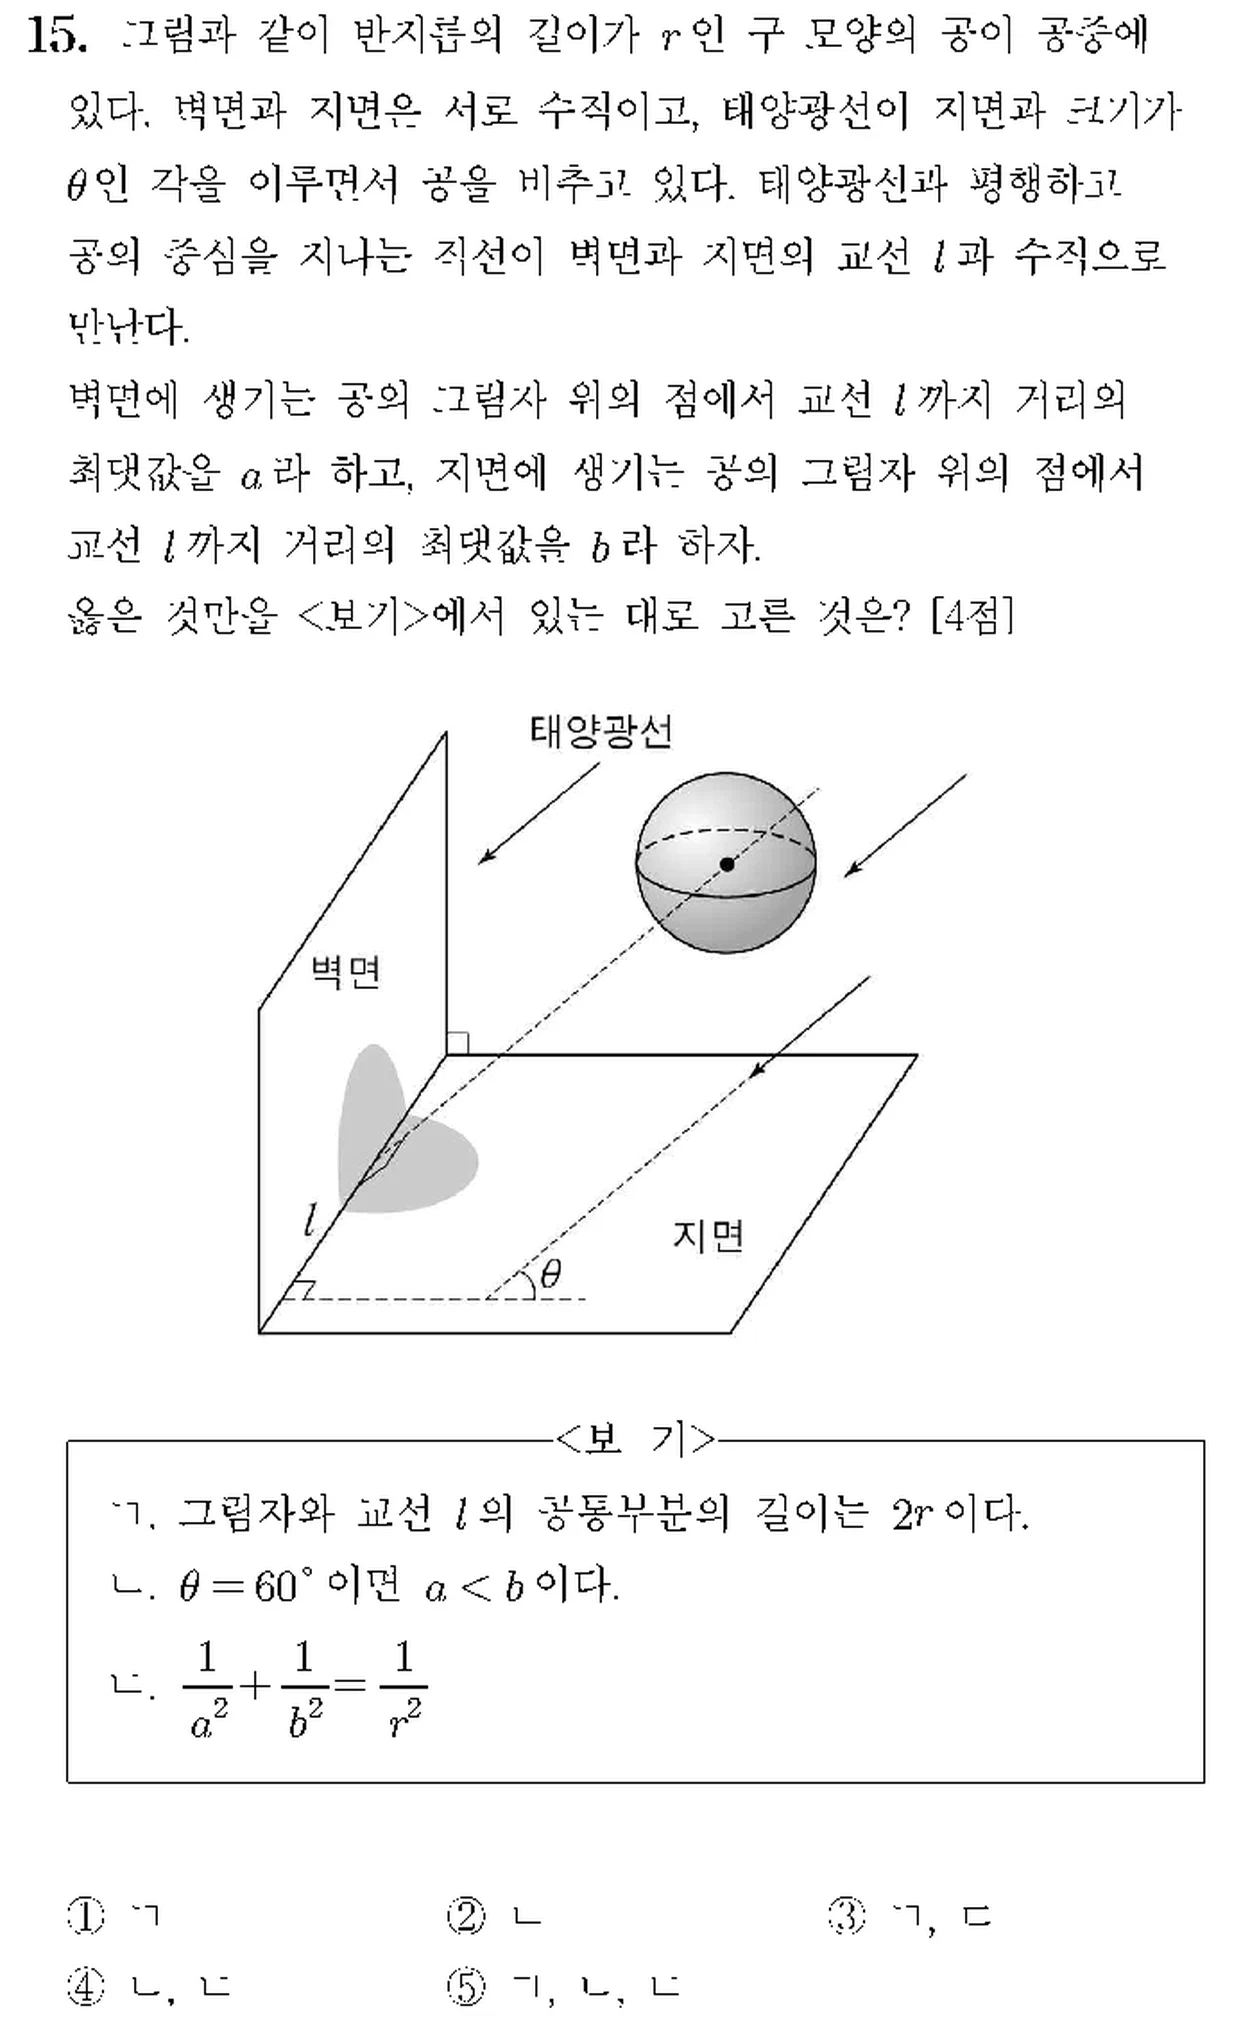 15. 그림과 같이 반지름의 길이가 r인 구 모양의 공이 공중에
있다. 벽면과 지면은 서로 수직이고, 태양광선이 지면과 크기가
θ인 각을 이루면서 공을 비추고 있다. 태양광선과 평행하고
공의 중심을 지나는 직선이 벽면과 지면의 교선 l과 수직으로
만난다.
벽면에 생기는 공의 그림자 위의 점에서 교선 l까지 거리의
최댓값을 a라 하고, 지면에 생기는 공의 그림자 위의 점에서
교선 l까지 거리의 최댓값을 b라 하자.
옳은 것만을 <보기>에서 있는 대로 고른 것은? [4점]
태양광선
벽면
l
지면
θ
<보 기>
ㄱ. 그림자와 교선 l의 공통부분의 길이는 2r이다.
ㄴ. θ=60°이면 a<b이다.
ㄷ. 1/a²+1/b²=1/r²
① ㄱ ② ㄴ ③ ㄱ, ㄷ
④ ㄴ, ㄷ ⑤ ㄱ, ㄴ, ㄷ